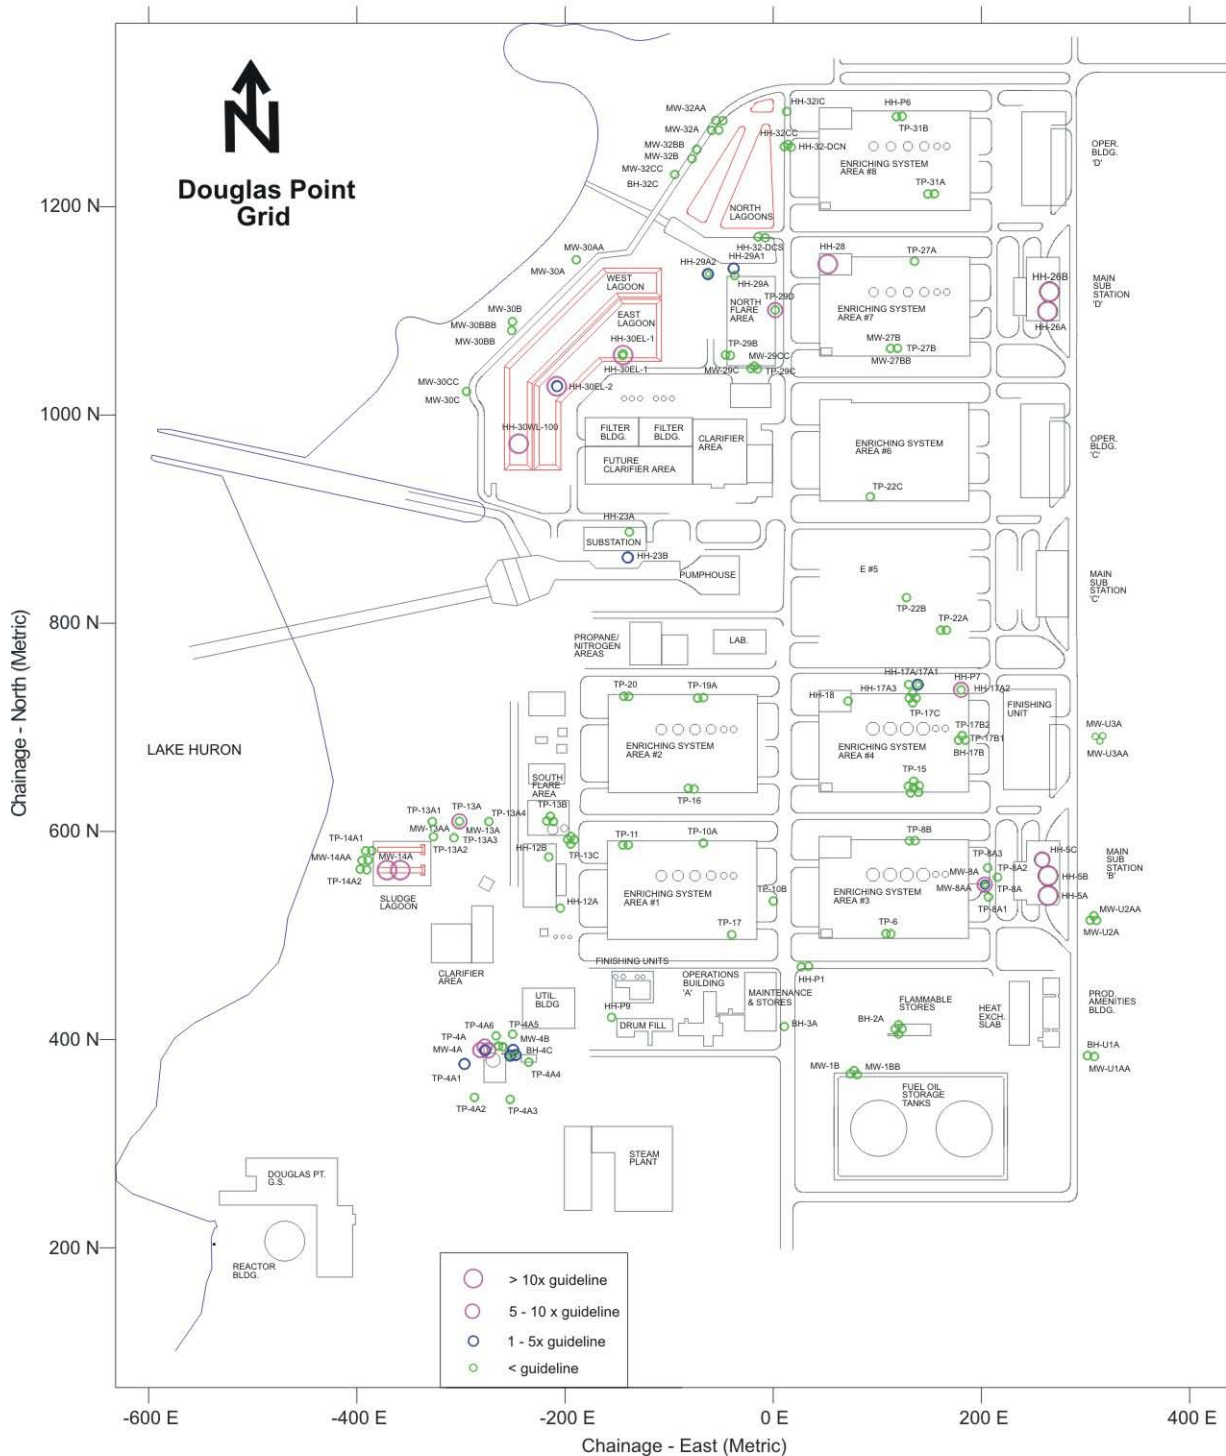 Douglas Point
Grid
N
Chainage - North (Metric)
1200 N
1000 N
800 N
600 N
400 N
200 N
-600 E
-400 E
-200 E
0 E
200 E
400 E
Chainage - East (Metric)
LAKE HURON
MW-32AA
MW-32A
MW-32BB
MW-32B
MW-32CC
BH-32C
HH-32IC
HH-32CC
HH-32-DCN
HH-P6
TP-31B
ENRICHING SYSTEM
AREA #8
TP-31A
OPER.
BLDG.
'D'
NORTH
LAGOONS
HH-32-DCS
MW-30AA
MW-30A
HH-29A2
HH-29A1
HH-29A
HH-28
TP-27A
HH-26B
HH-26A
MAIN
SUB
STATION
'D'
WEST
LAGOON
EAST
LAGOON
HH-30EL-1
HH-30EL-1
HH-30EL-2
HH-30WL-100
MW-30B
MW-30BBB
MW-30BB
MW-30CC
MW-30C
NORTH
FLARE
AREA
TP-29D
TP-29B
MW-29CC
MW-29C
TP-29C
ENRICHING SYSTEM
AREA #7
MW-27B
TP-27B
MW-27BB
FILTER
BLDG.
FILTER
BLDG.
CLARIFIER
AREA
FUTURE
CLARIFIER AREA
ENRICHING SYSTEM
AREA #6
TP-22C
OPER.
BLDG.
'C'
HH-23A
SUBSTATION
HH-23B
PUMPHOUSE
E #5
TP-22B
TP-22A
MAIN
SUB
STATION
'C'
PROPANE/
NITROGEN
AREAS
LAB.
TP-20
TP-19A
ENRICHING SYSTEM
AREA #2
TP-16
HH-17A/17A1
HH-P7
HH-17A3
HH-17A2
HH-18
TP-17C
TP-17B2
TP-17B1
BH-17B
ENRICHING SYSTEM
AREA #4
TP-15
FINISHING
UNIT
MW-U3A
MW-U3AA
SOUTH
FLARE
AREA
TP-13B
TP-13C
HH-12B
HH-12A
TP-13A1
TP-13A
TP-13A4
MW-13AA
MW-13A
TP-13A3
TP-13A2
TP-14A1
MW-14AA
MW-14A
TP-14A2
SLUDGE
LAGOON
TP-11
TP-10A
ENRICHING SYSTEM
AREA #1
TP-10B
TP-17
TP-8B
ENRICHING SYSTEM
AREA #3
TP-8A3
MW-8A
TP-8A2
MW-8AA
TP-8A
TP-8A1
TP-6
HH-5C
HH-5B
HH-5A
MAIN
SUB
STATION
'B'
MW-U2AA
MW-U2A
CLARIFIER
AREA
FINISHING UNITS
OPERATIONS
BUILDING
'A'
MAINTENANCE
& STORES
HH-P1
HH-P9
DRUM FILL
BH-3A
UTIL.
BLDG
FLAMMABLE
STORES
BH-2A
HEAT
EXCH.
SLAB
PROD.
AMENITIES
BLDG.
BH-U1A
MW-U1AA
TP-4A6
TP-4A5
TP-4A
MW-4B
MW-4A
BH-4C
TP-4A1
TP-4A4
TP-4A2
TP-4A3
MW-1B
MW-1BB
FUEL OIL
STORAGE
TANKS
STEAM
PLANT
DOUGLAS PT.
G.S.
REACTOR
BLDG.
> 10x guideline
5 - 10 x guideline
1 - 5x guideline
< guideline